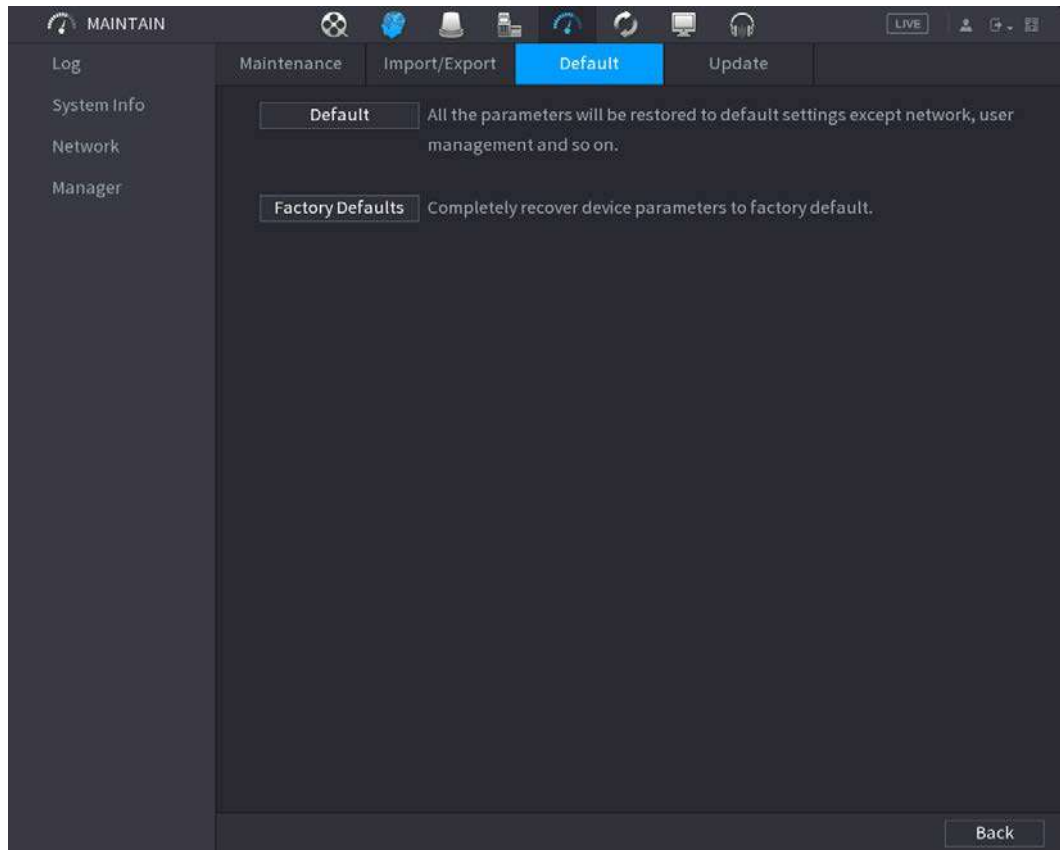 MAINTAIN
LIVE
Log
System Info
Network
Manager
Maintenance
Import/Export
Default
Update
Default
All the parameters will be restored to default settings except network, user
management and so on.
Factory Defaults
Completely recover device parameters to factory default.
Back